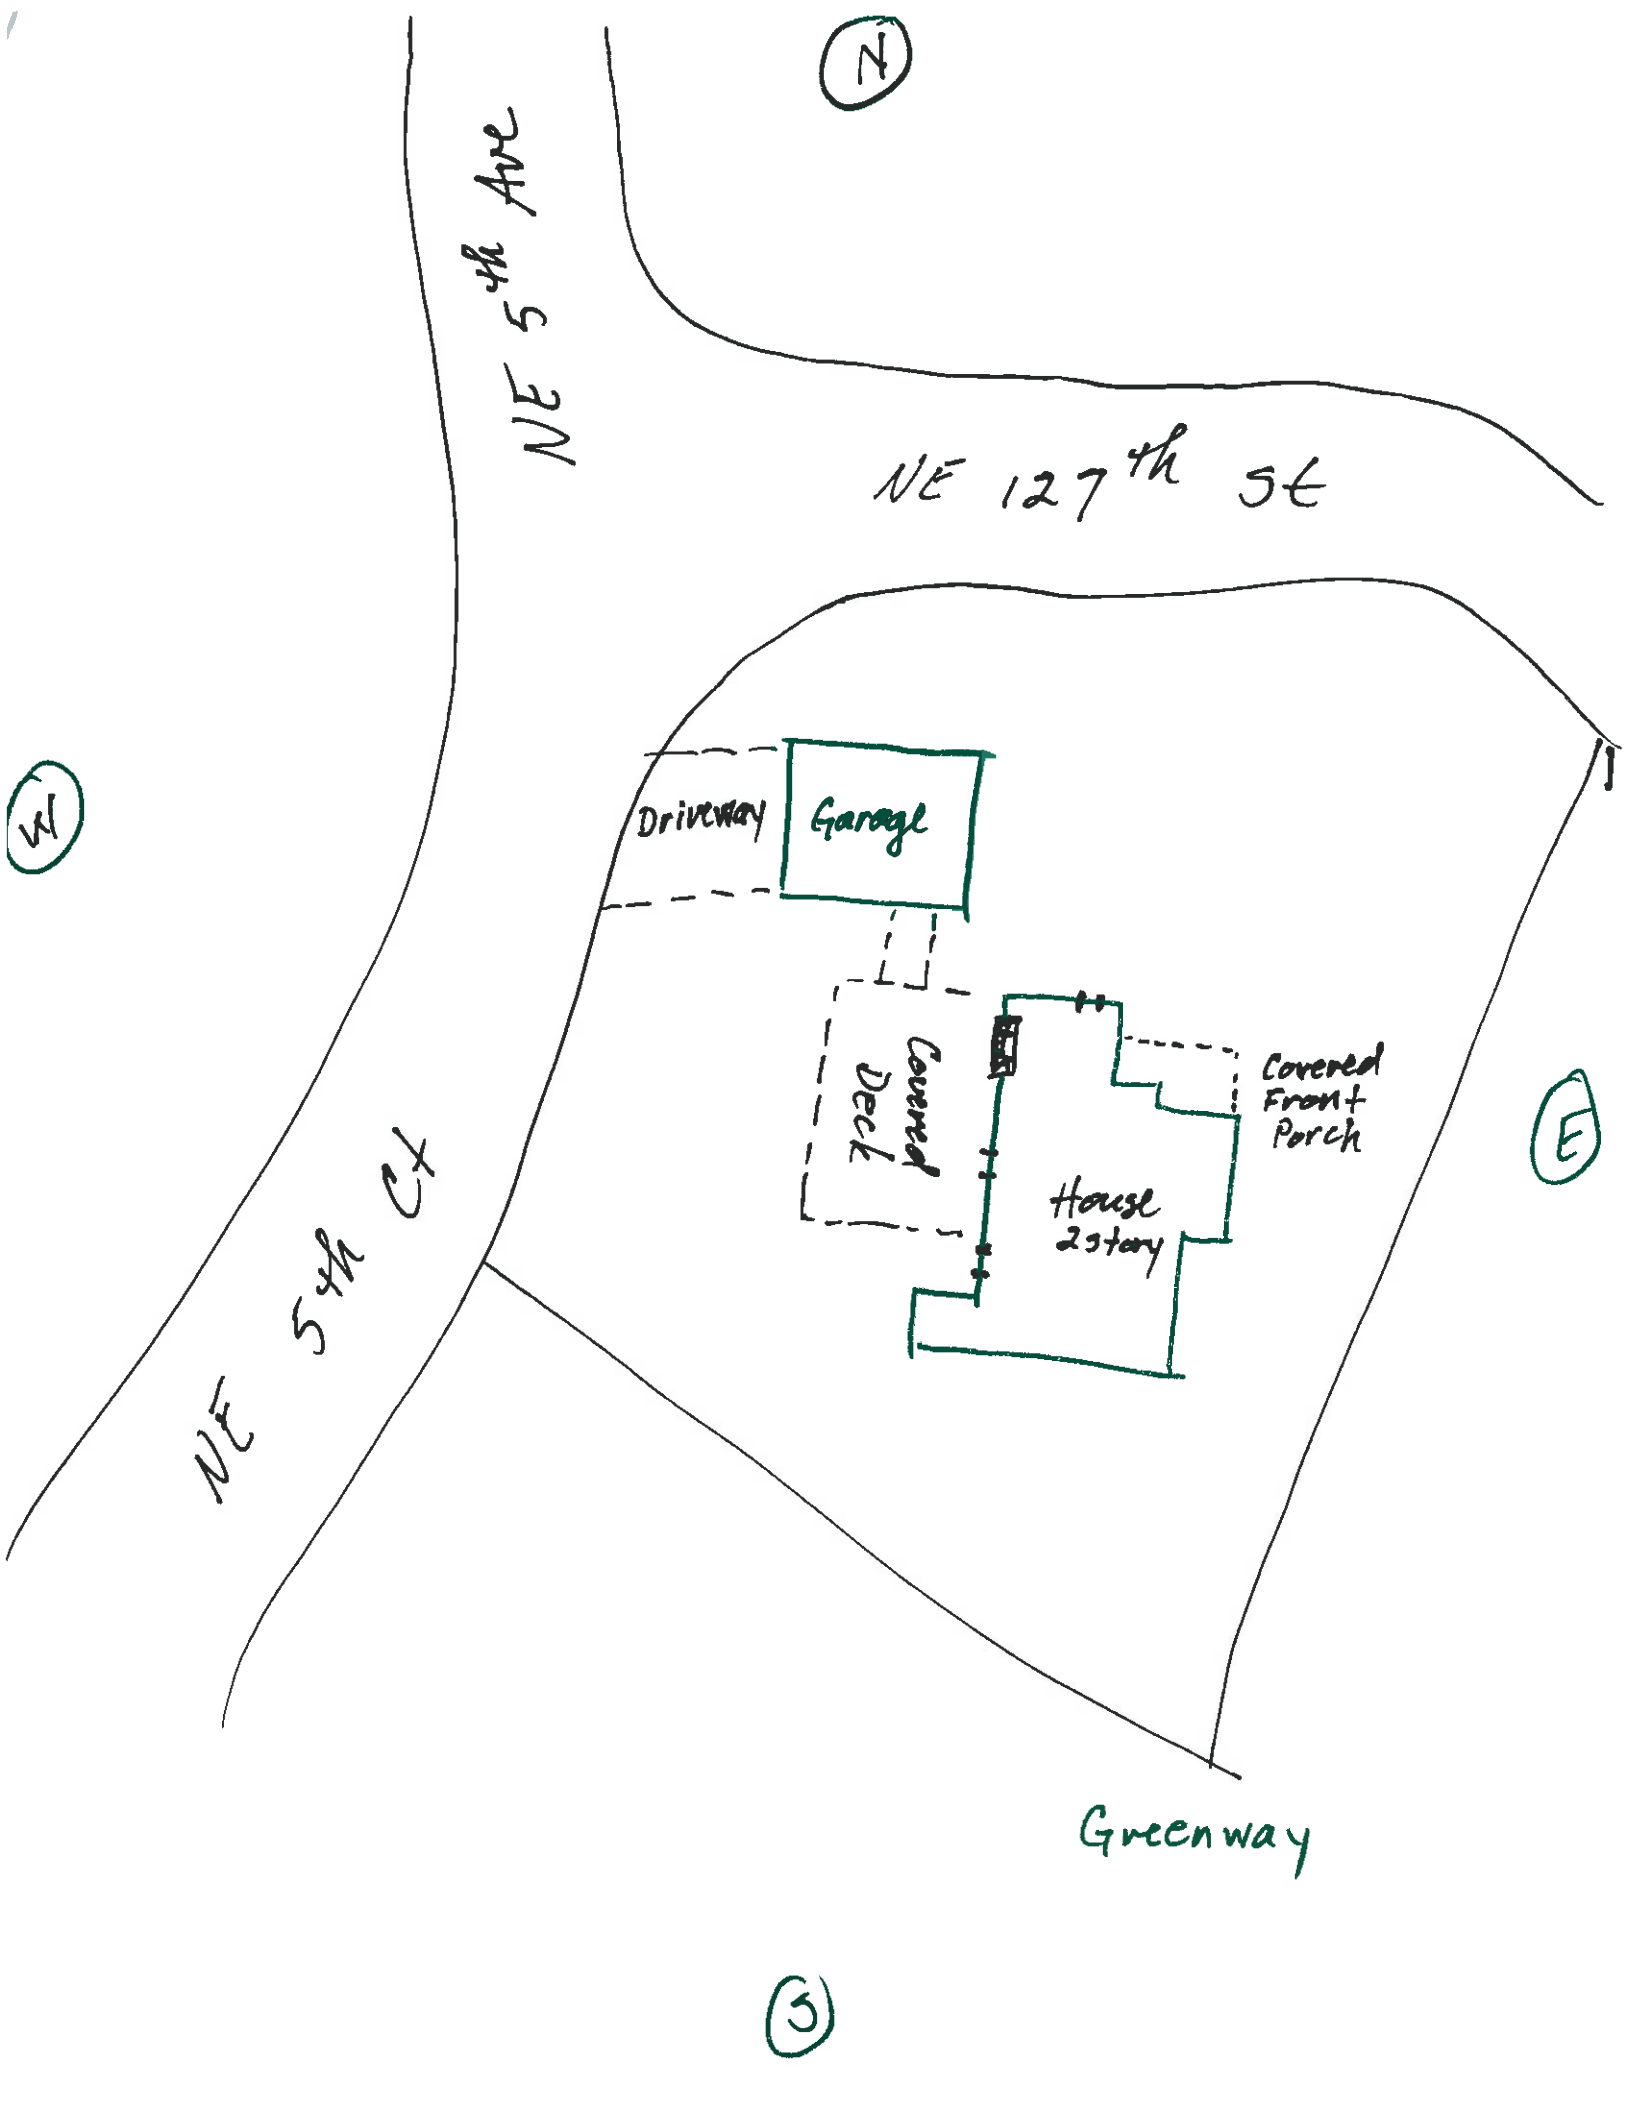 N
NE 5th Ave
NE 127th St
W
Driveway
Garage
Covered
Deck
Covered
Front
Porch
E
House
2 story
NE 5th Ct
Greenway
S